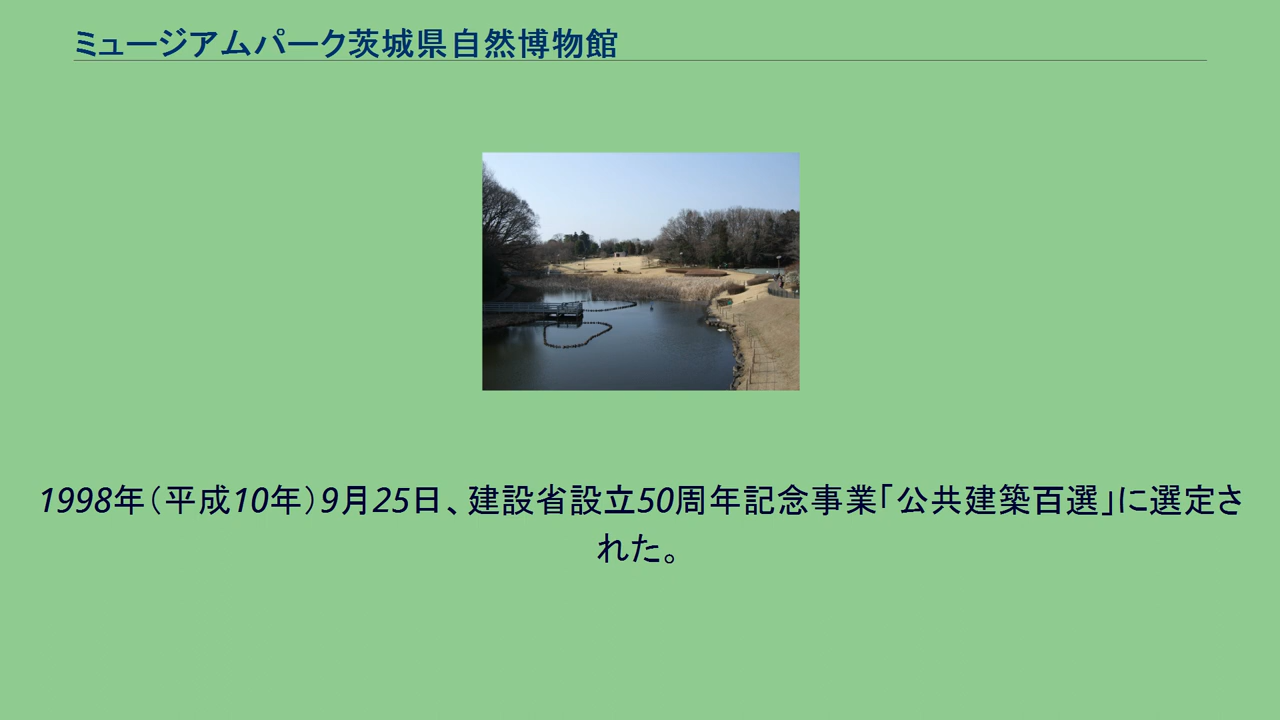 ミュージアムパーク茨城県自然博物館
1998年（平成10年）9月25日、建設省設立50周年記念事業「公共建築百選」に選定さ
れた。